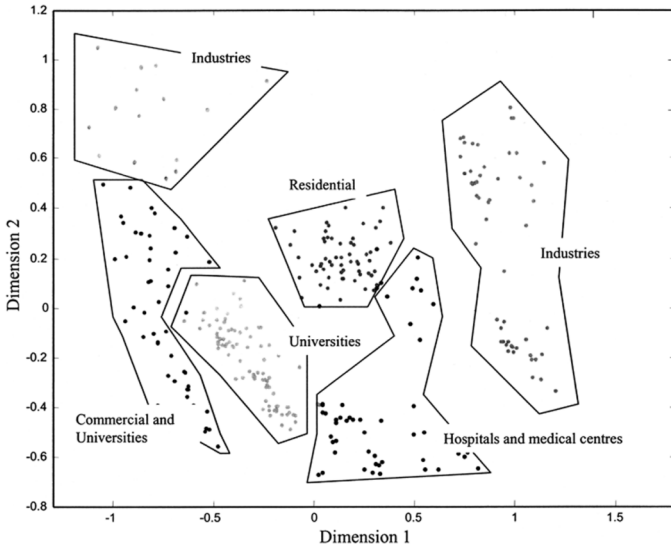 1.2
1
0.8
0.6
0.4
0.2
0
-0.2
-0.4
-0.6
-0.8
Dimension 2
Industries
Residential
Industries
Universities
Commercial and
Universities
Hospitals and medical centres
-1
-0.5
0
0.5
1
1.5
Dimension 1